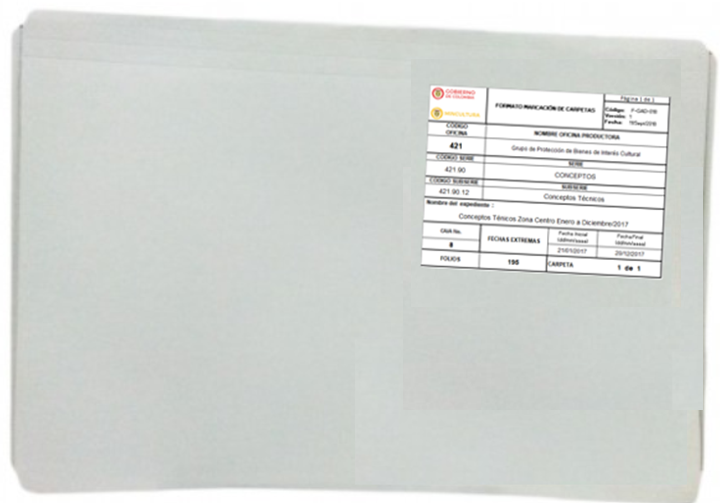 GOBIERNO
DE COLOMBIA
MINCULTURA
FORMATO MARCACIÓN DE CARPETAS
Página 1 de 1
Código: F-GAD-018
Versión: 1
Fecha:
CÓDIGO OFICINA
NOMBRE OFICINA PRODUCTORA
421
Grupo de Protección de Bienes de Interés Cultural
CÓDIGO SERIE
SERIE
421.90
CONCEPTOS
CÓDIGO SUBSERIE
SUBSERIE
421.90.12
Conceptos Técnicos
Nombre del expediente :
Conceptos Ténicos Zona Centro Enero a Diciembre/2017
CAJA No.
FECHAS EXTREMAS
Fecha Inicial
(dd/mm/aaaa)
Fecha Final
(dd/mm/aaaa)
8
21/01/2017
29/12/2017
FOLIOS
198
CARPETA
1 de 1